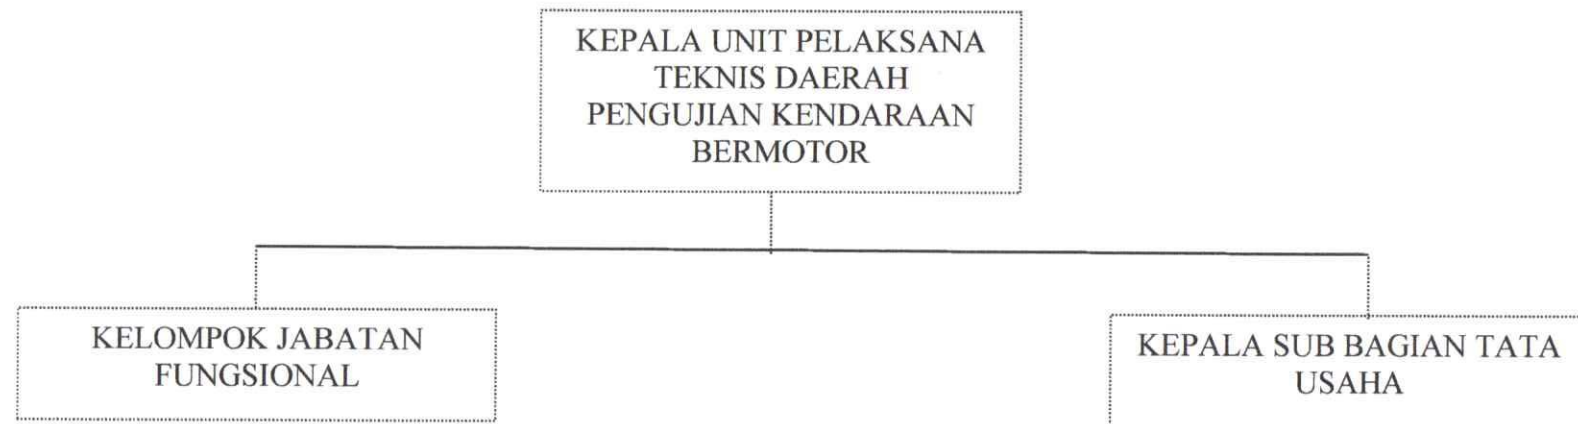 KEPALA UNIT PELAKSANA
TEKNIS DAERAH
PENGUJIAN KENDARAAN
BERMOTOR
KELOMPOK JABATAN
FUNGSIONAL
KEPALA SUB BAGIAN TATA
USAHA